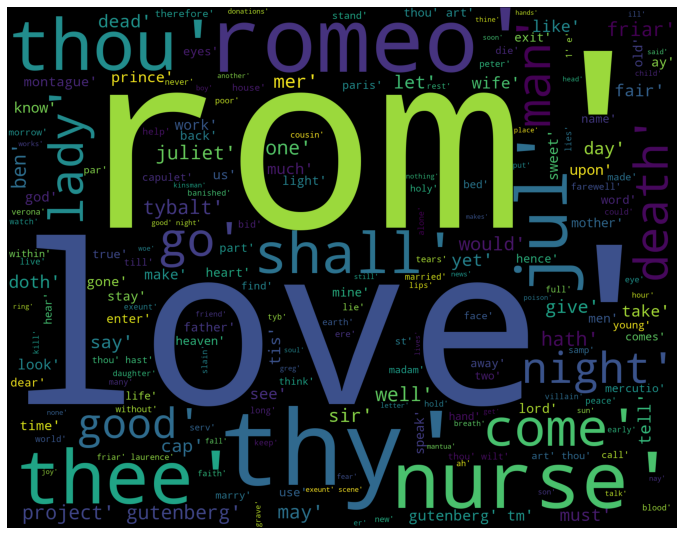 dead' therefore' donations' thou' art' thou' thine' hands' ill'
thou' romeo' eyes' stand' die' soon' exit' friar' old' said'
montague' prince' never' another' boy' mer' paris' let' peter' like' ay'
know' poor' house' rest' wife' man' fair' child'
morrow' works' lady' help' work' cousin' rom' ' place' name' head'
ben' par' juliet' back' one' us' much' light' sweet' lies' day'
god' capulet' banished' nothing' holy' bed' put' upon' made'
verona' tybalt' kinsman' alone' farewell' word' death'
watch' good' night' bid' makes' jul' mother' could'
within' true' woe' go' part' shall' tears' would' yet' hence'
live' till' find' still' married' news' full' eye' hour'
doth' gone' make' heart' mine' lips' poison' give' take'
ring' hear' stay' exeunt' friend' tyb' lie' earth' face' men' young'
enter' father' love' ' ere' st' hath' comes'
kill' say' heaven' slain' tis' soul' greg' madam' away' samp'
look' thou' hast' daughter' see' think' two' night' mercutio'
dear' many' life' long' well' letter' hold' villain' peace'
none' without' good' sir' hand' breath' lord' sun'
time' serv' speak' come' early' tell'
world' cap' fall' keep' thy' mantua' thou' wilt' art' thou' call'
friar' laurence' faith' ah' son' talk' nay'
joy' thee' marry' use' fear' nurse'
exeunt' scene' blood'
project' gutenberg' grave' may' er' new' gutenberg' tm' must'